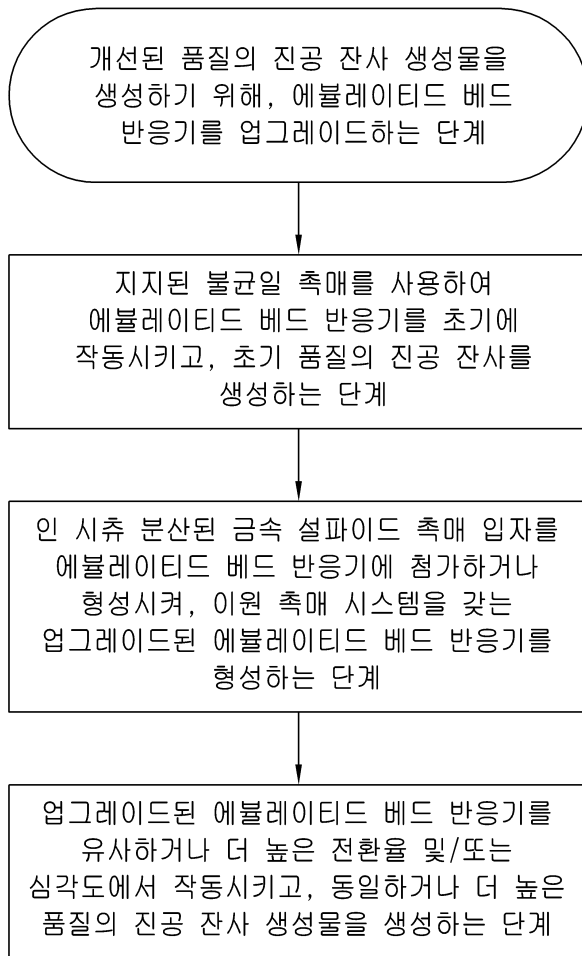 개선된 품질의 진공 잔사 생성물을
생성하기 위해, 에뷸레이티드 베드
반응기를 업그레이드하는 단계
지지된 불균일 촉매를 사용하여
에뷸레이티드 베드 반응기를 초기에
작동시키고, 초기 품질의 진공 잔사를
생성하는 단계
인 시츄 분산된 금속 설파이드 촉매 입자를
에뷸레이티드 베드 반응기에 첨가하거나
형성시켜, 이원 촉매 시스템을 갖는
업그레이드된 에뷸레이티드 베드 반응기를
형성하는 단계
업그레이드된 에뷸레이티드 베드 반응기를
유사하거나 더 높은 전환율 및/또는
심각도에서 작동시키고, 동일하거나 더 높은
품질의 진공 잔사 생성물을 생성하는 단계